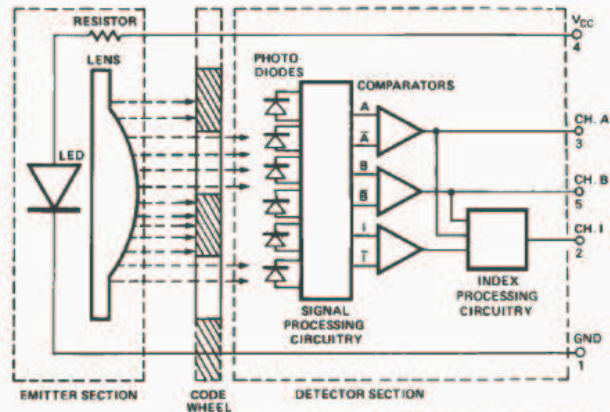 RESISTOR
LENS
LED
EMITTER SECTION
CODE
WHEEL
PHOTO
DIODES
SIGNAL
PROCESSING
CIRCUITRY
COMPARATORS
A
A̅
B
B̅
I
I̅
INDEX
PROCESSING
CIRCUITRY
DETECTOR SECTION
VCC
4
CH. A
3
CH. B
5
CH. I
2
GND
1